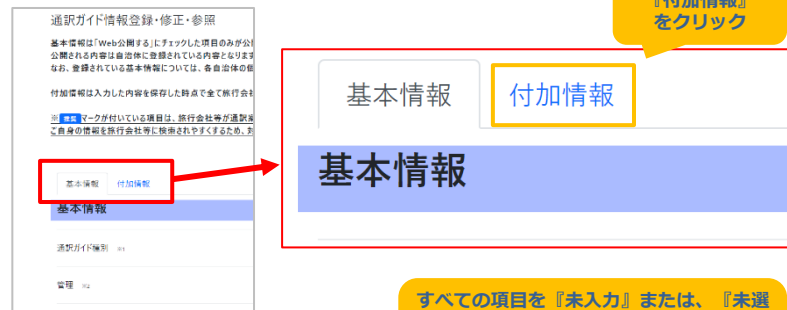 通訳ガイド情報登録・修正・参照
基本情報は「Web公開する」にチェックした項目のみが公
公開される内容は自治体に登録されている内容となります
なお、登録されている基本情報については、各自治体の
付加情報は入力した内容を保存した時点で全て旅行会社
※ マークが付いている項目は、旅行会社等が通訳
ご自身の情報を旅行会社等に検索されやすくするため、
基本情報 付加情報
基本情報
通訳ガイド種別 ※1
管理 ※2
『付加情報』
をクリック
基本情報 付加情報
基本情報
すべての項目を『未入力』または、『未選